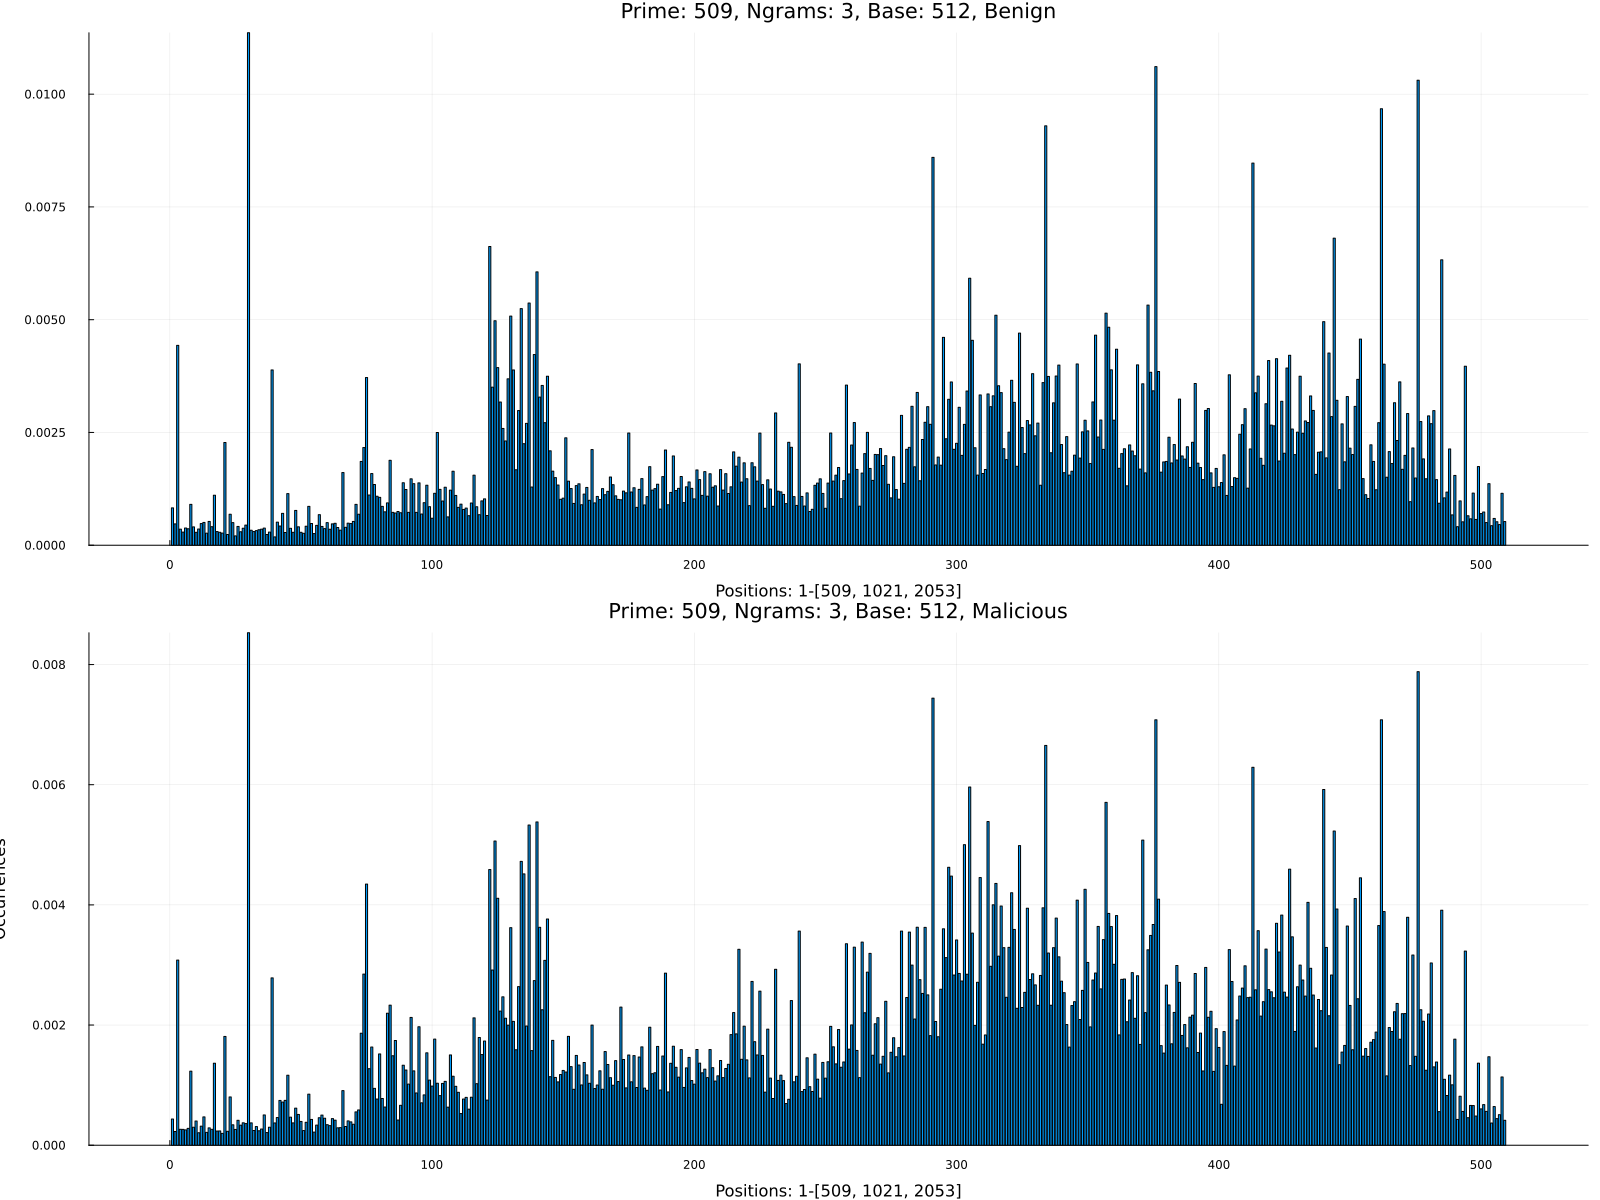 Prime: 509, Ngrams: 3, Base: 512, Benign
0.0100
0.0075
0.0050
0.0025
0.0000
0 100 200 300 400 500
Positions: 1-[509, 1021, 2053]
Prime: 509, Ngrams: 3, Base: 512, Malicious
0.008
0.006
0.004
0.002
0.000
Occurrences
0 100 200 300 400 500
Positions: 1-[509, 1021, 2053]